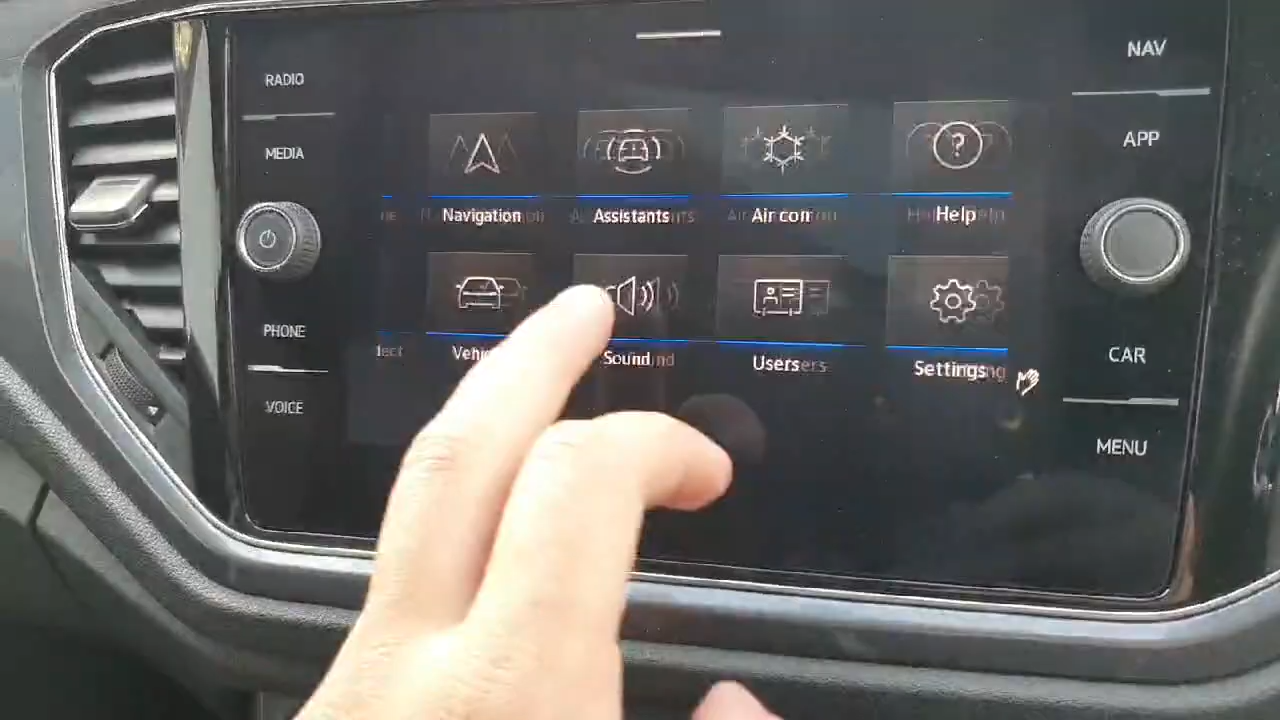 RADIO
MEDIA
PHONE
VOICE
Navigation
Assistants
Air con
Help
Sound
Users
Settings
NAV
APP
CAR
MENU